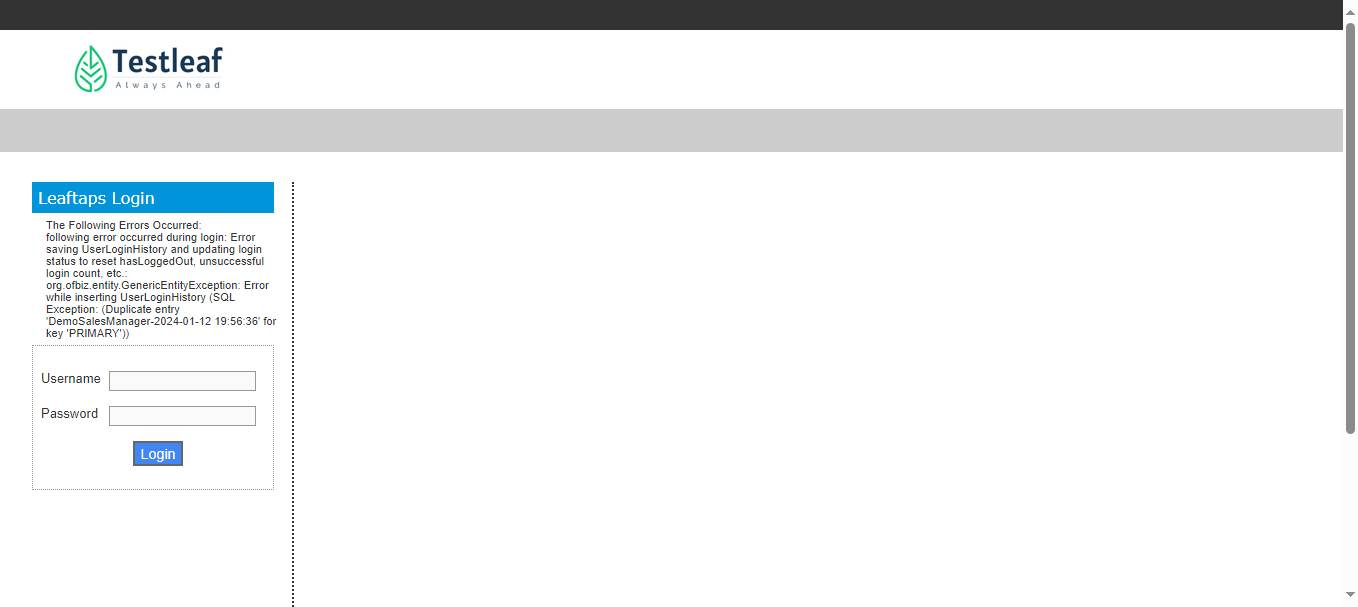 Testleaf
Always Ahead
Leaftaps Login
The Following Errors Occurred:
following error occurred during login: Error
saving UserLoginHistory and updating login
status to reset hasLoggedOut, unsuccessful
login count, etc.:
org.ofbiz.entity.GenericEntityException: Error
while inserting UserLoginHistory (SQL
Exception: (Duplicate entry
'DemoSalesManager-2024-01-12 19:56:36' for
key 'PRIMARY'))
Username
Password
Login